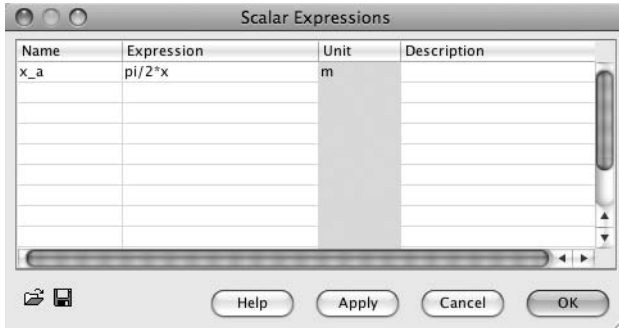 Scalar Expressions
Name Expression Unit Description
x_a pi/2*x m
Help Apply Cancel OK